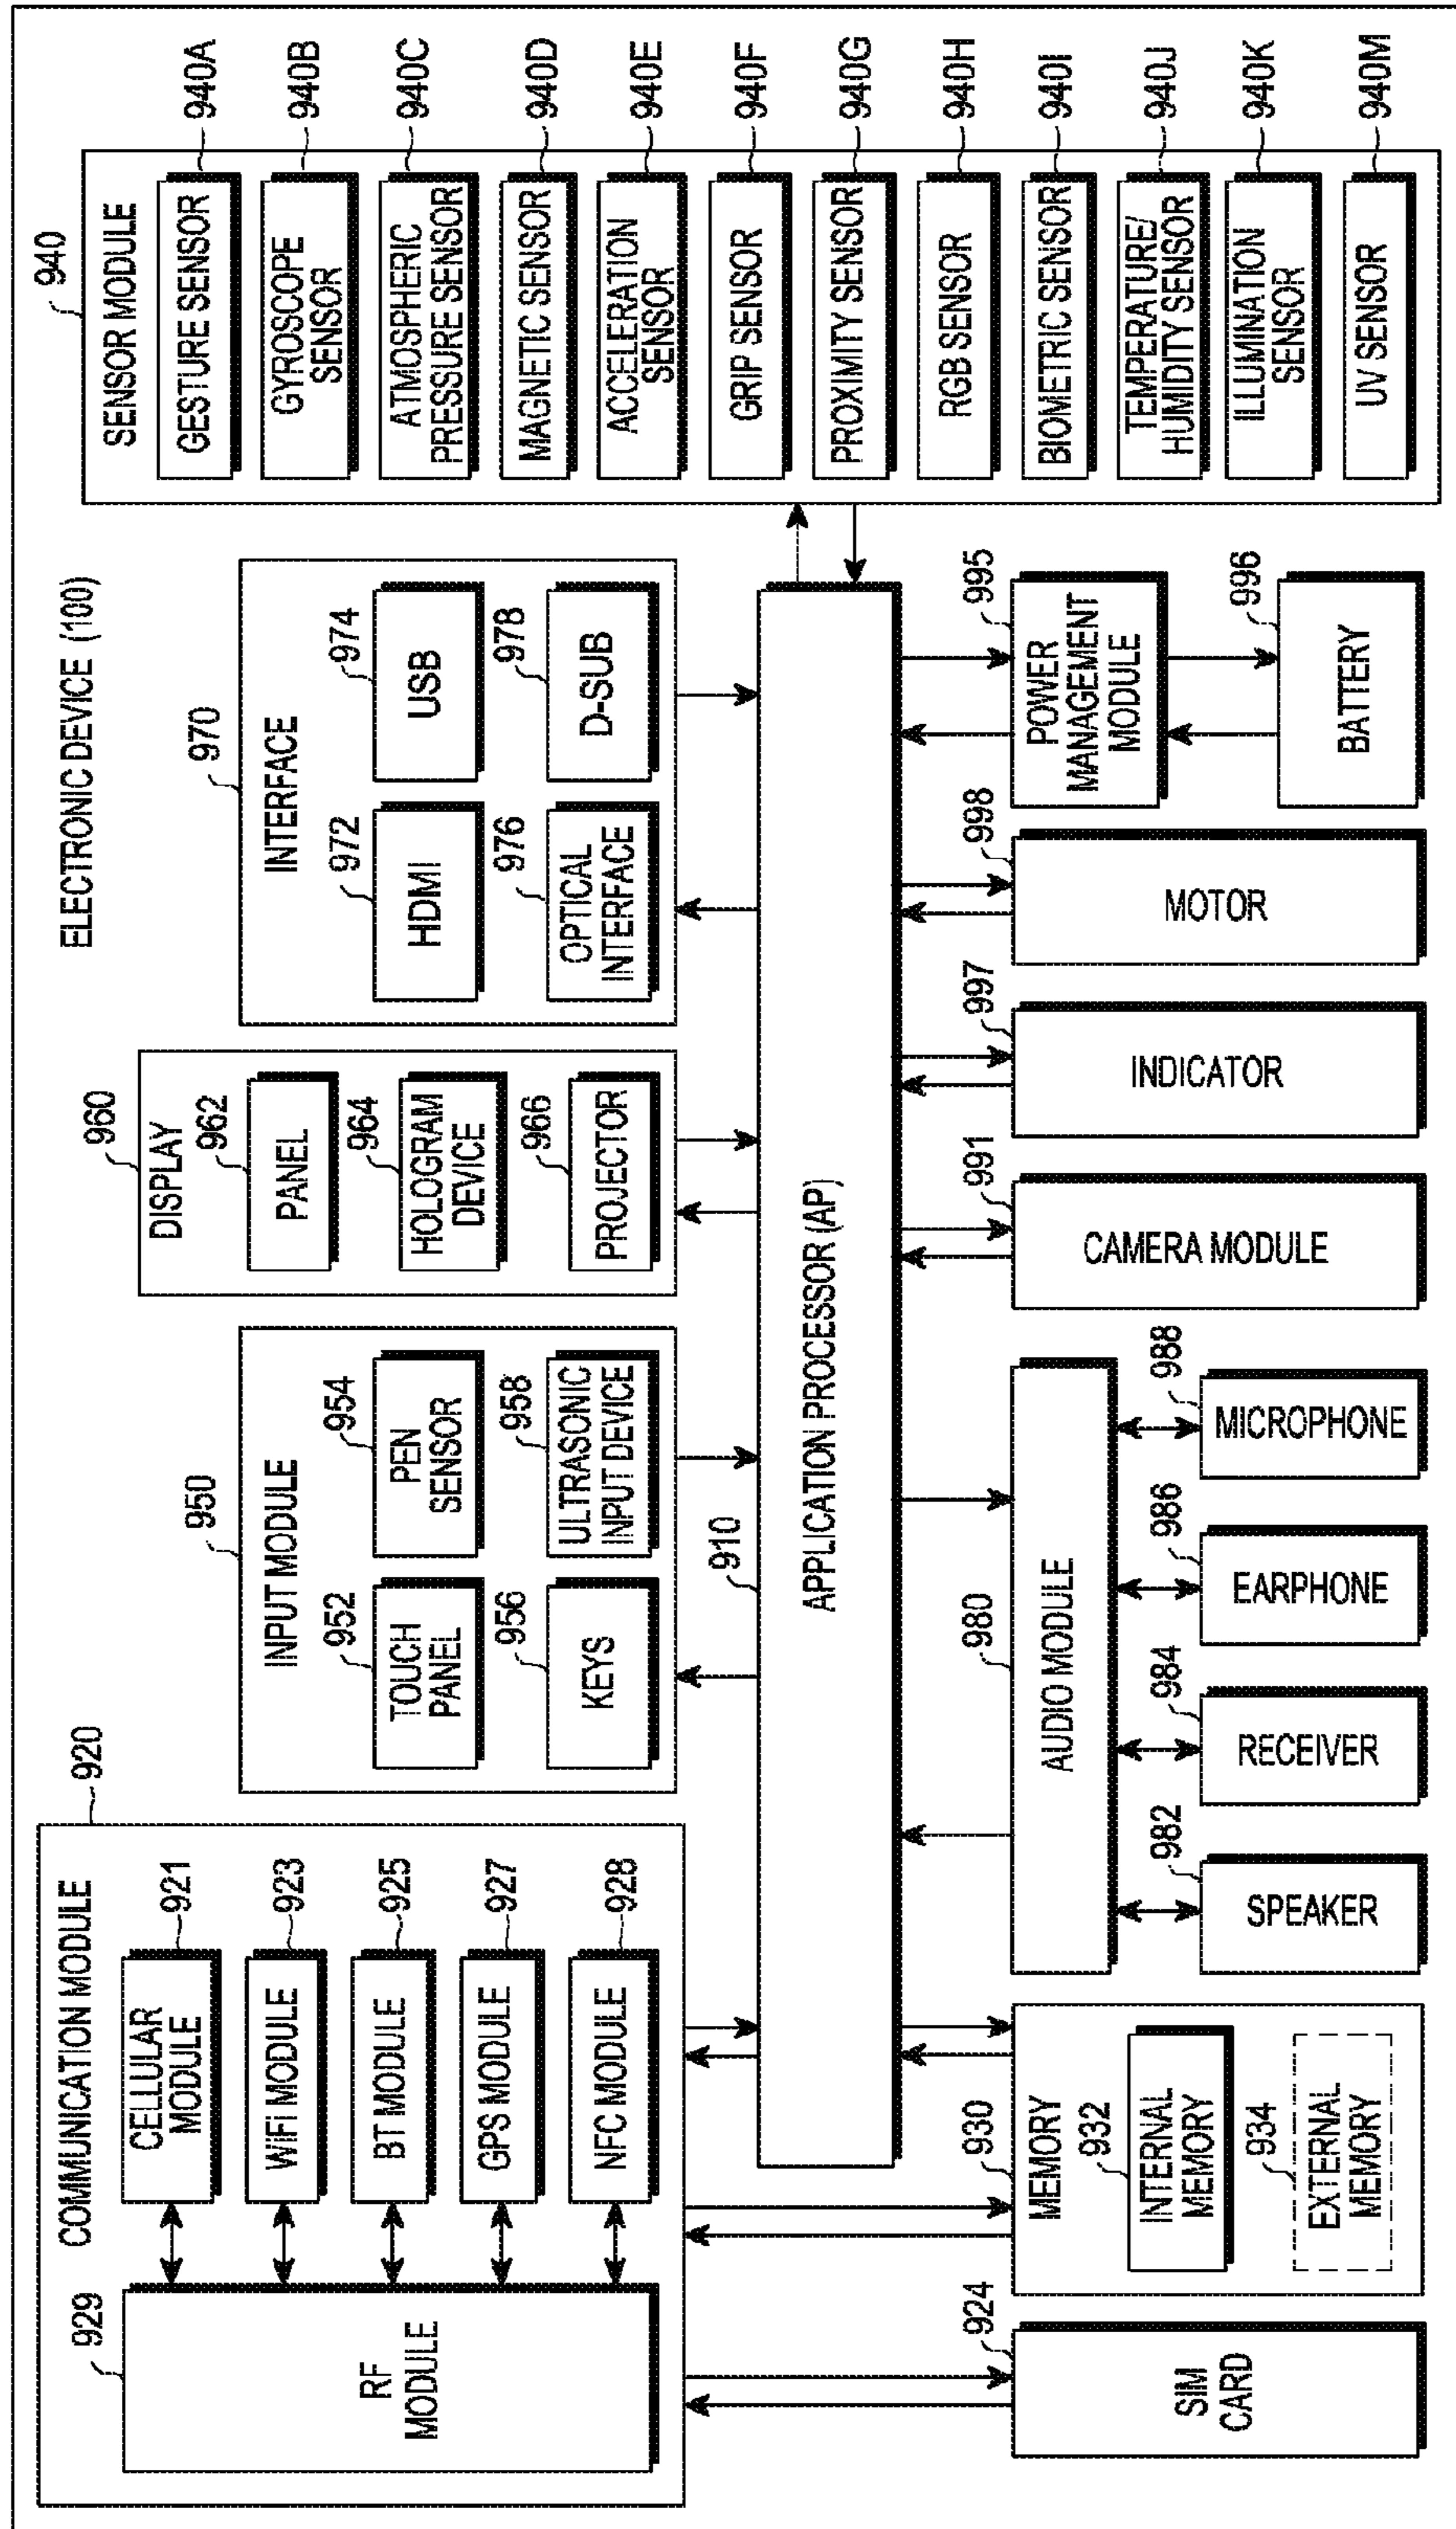 ELECTRONIC DEVICE (100)
920
COMMUNICATION MODULE
929
RF
MODULE
CELLULAR
MODULE
921
WiFi MODULE
923
BT MODULE
925
GPS MODULE
927
NFC MODULE
928
950
INPUT MODULE
952
TOUCH
PANEL
954
PEN
SENSOR
956
KEYS
958
ULTRASONIC
INPUT DEVICE
960
DISPLAY
962
PANEL
964
HOLOGRAM
DEVICE
966
PROJECTOR
970
INTERFACE
972
HDMI
974
USB
976
OPTICAL
INTERFACE
978
D-SUB
940
SENSOR MODULE
GESTURE SENSOR
940A
GYROSCOPE
SENSOR
940B
ATMOSPHERIC
PRESSURE SENSOR
940C
MAGNETIC SENSOR
940D
ACCELERATION
SENSOR
940E
GRIP SENSOR
940F
PROXIMITY SENSOR
940G
RGB SENSOR
940H
BIOMETRIC SENSOR
940I
TEMPERATURE/
HUMIDITY SENSOR
940J
ILLUMINATION
SENSOR
940K
UV SENSOR
940M
910
APPLICATION PROCESSOR (AP)
924
SIM
CARD
930
MEMORY
932
INTERNAL
MEMORY
934
EXTERNAL
MEMORY
980
AUDIO MODULE
982
SPEAKER
984
RECEIVER
986
EARPHONE
988
MICROPHONE
991
CAMERA MODULE
997
INDICATOR
998
MOTOR
995
POWER
MANAGEMENT
MODULE
996
BATTERY